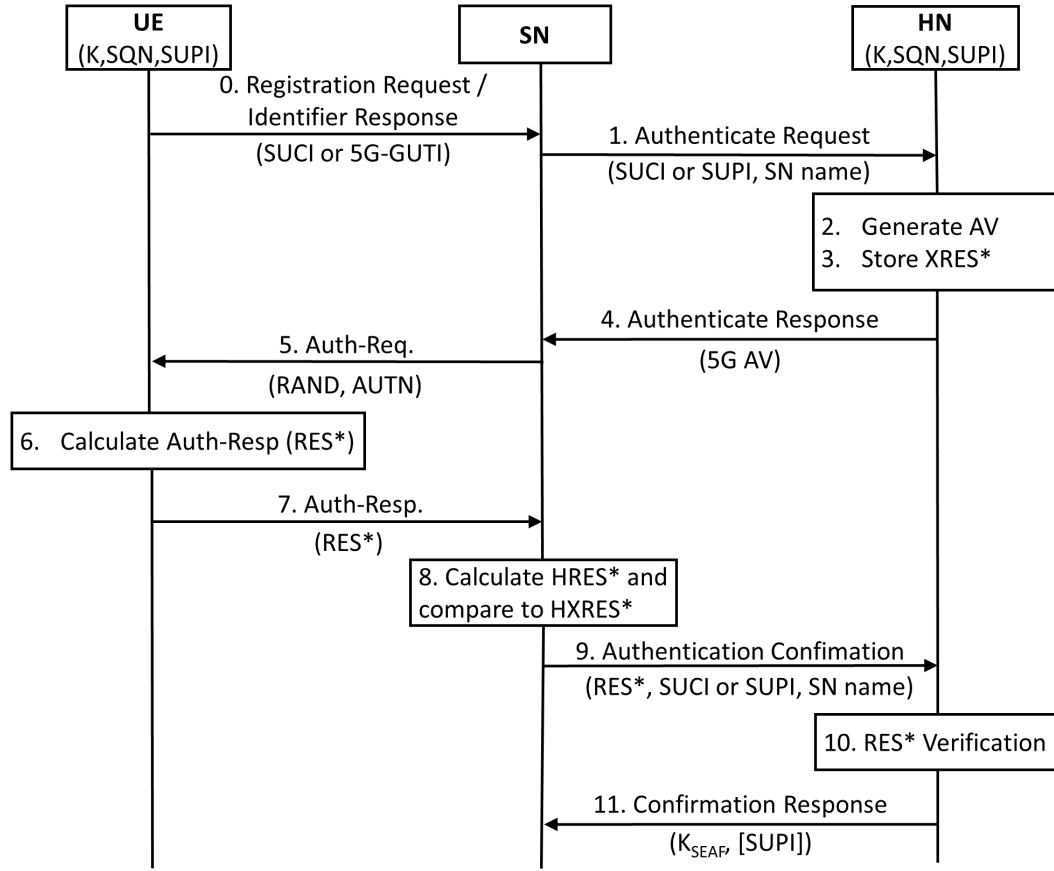 UE
(K,SQN,SUPI)
SN
HN
(K,SQN,SUPI)
0. Registration Request /
Identifier Response
(SUCI or 5G-GUTI)
1. Authenticate Request
(SUCI or SUPI, SN name)
2. Generate AV
3. Store XRES*
4. Authenticate Response
(5G AV)
5. Auth-Req.
(RAND, AUTN)
6. Calculate Auth-Resp (RES*)
7. Auth-Resp.
(RES*)
8. Calculate HRES* and
compare to HXRES*
9. Authentication Confimation
(RES*, SUCI or SUPI, SN name)
10. RES* Verification
11. Confirmation Response
(KSEAF, [SUPI])